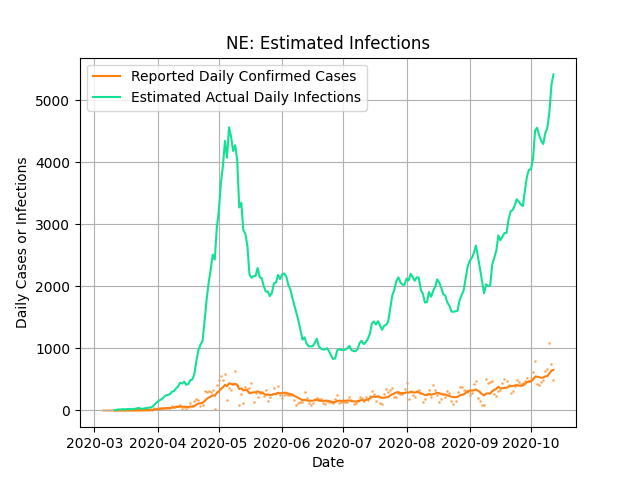 NE: Estimated Infections
Reported Daily Confirmed Cases
Estimated Actual Daily Infections
Daily Cases or Infections
5000
4000
3000
2000
1000
0
2020-03 2020-04 2020-05 2020-06 2020-07 2020-08 2020-09 2020-10
Date